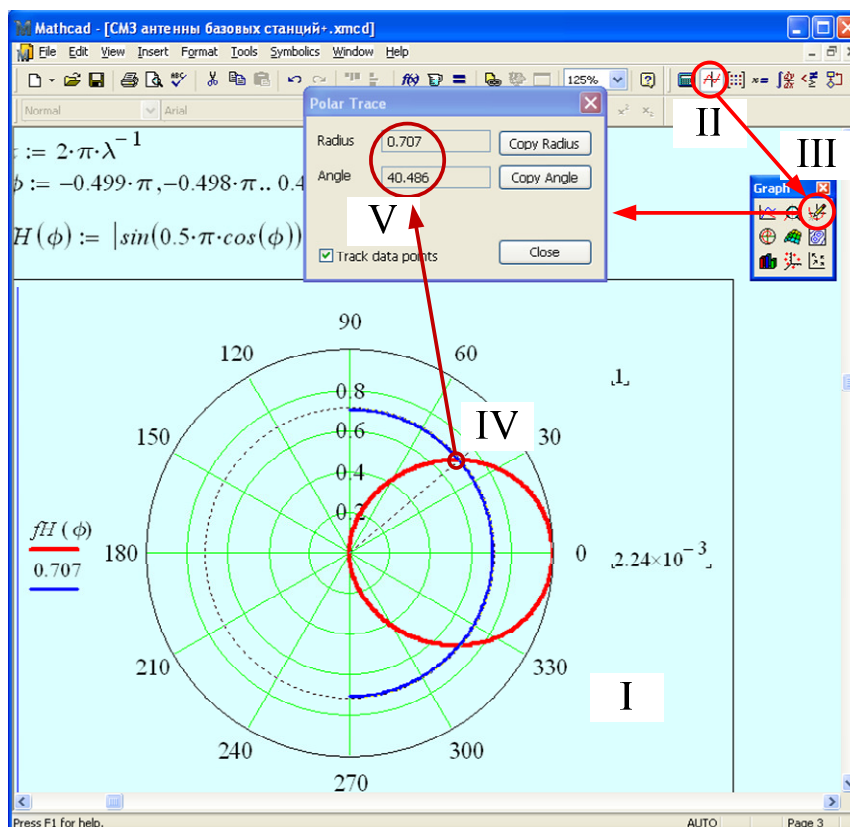 Mathcad - [СМЗ антенны базовых станций+.xmcd]
File Edit View Insert Format Tools Symbolics Window Help
125%
Normal Arial
II
III
Polar Trace
Radius 0.707 Copy Radius
Angle 40.486 Copy Angle
V
Track data points Close
Graph
:= 2·π·λ⁻¹
ϕ := −0.499·π,−0.498·π.. 0.4
H(ϕ) := |sin(0.5·π·cos(ϕ))
90
120 60
1
0.8
IV
150 0.6 30
0.4
0.2
fH(ϕ)
0.707
180 0 2.24×10⁻³
210 330
I
240 300
270
Press F1 for help. AUTO Page 3